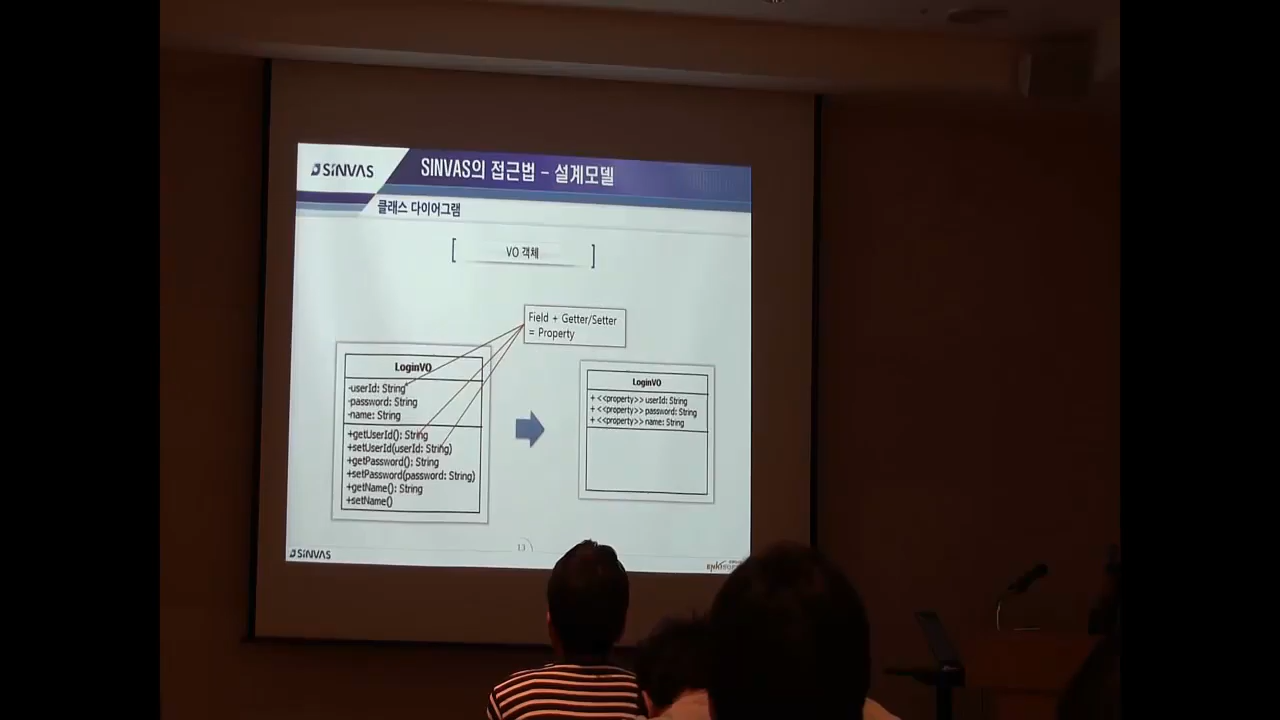 SINVAS
SINVAS의 접근법 - 설계모델
클래스 다이어그램
[ VO 객체 ]
Field + Getter/Setter
= Property
LoginVO
-userId: String
-password: String
-name: String
+getUserId(): String
+setUserId(userId: String)
+getPassword(): String
+setPassword(password: String)
+getName(): String
+setName()
LoginVO
+ <<property>> userId: String
+ <<property>> password: String
+ <<property>> name: String
SINVAS
13